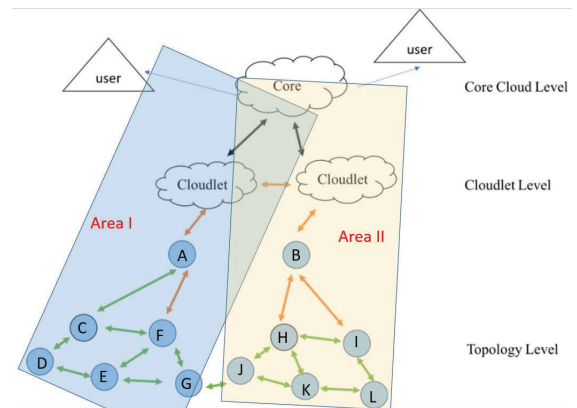 user
user
Core
Core Cloud Level
Cloudlet
Cloudlet
Cloudlet Level
Area I
Area II
A
B
C
F
H
I
Topology Level
D
E
G
J
K
L